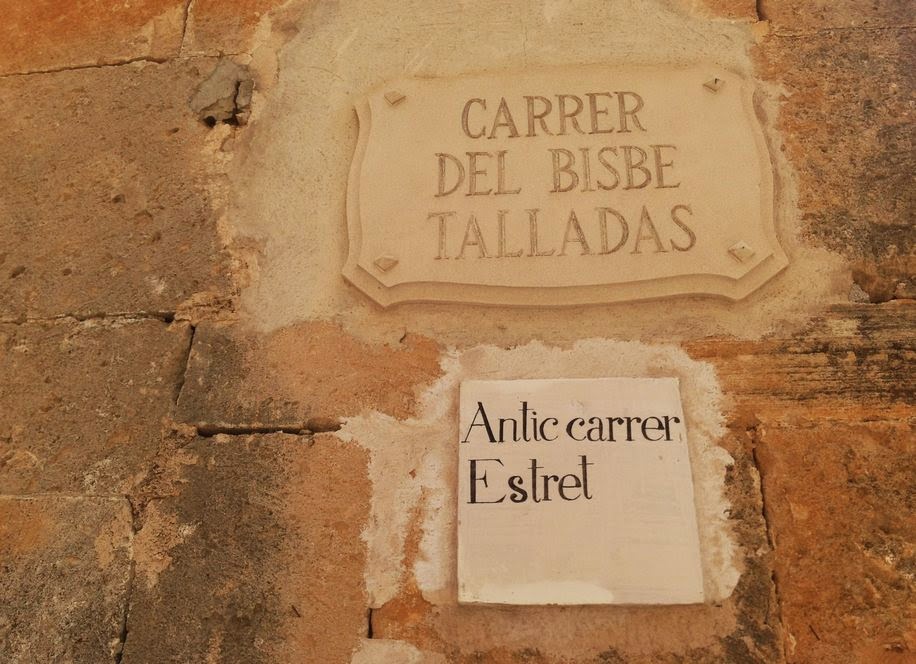 CARRER
DEL BISBE
TALLADAS
Antic carrer
Estret